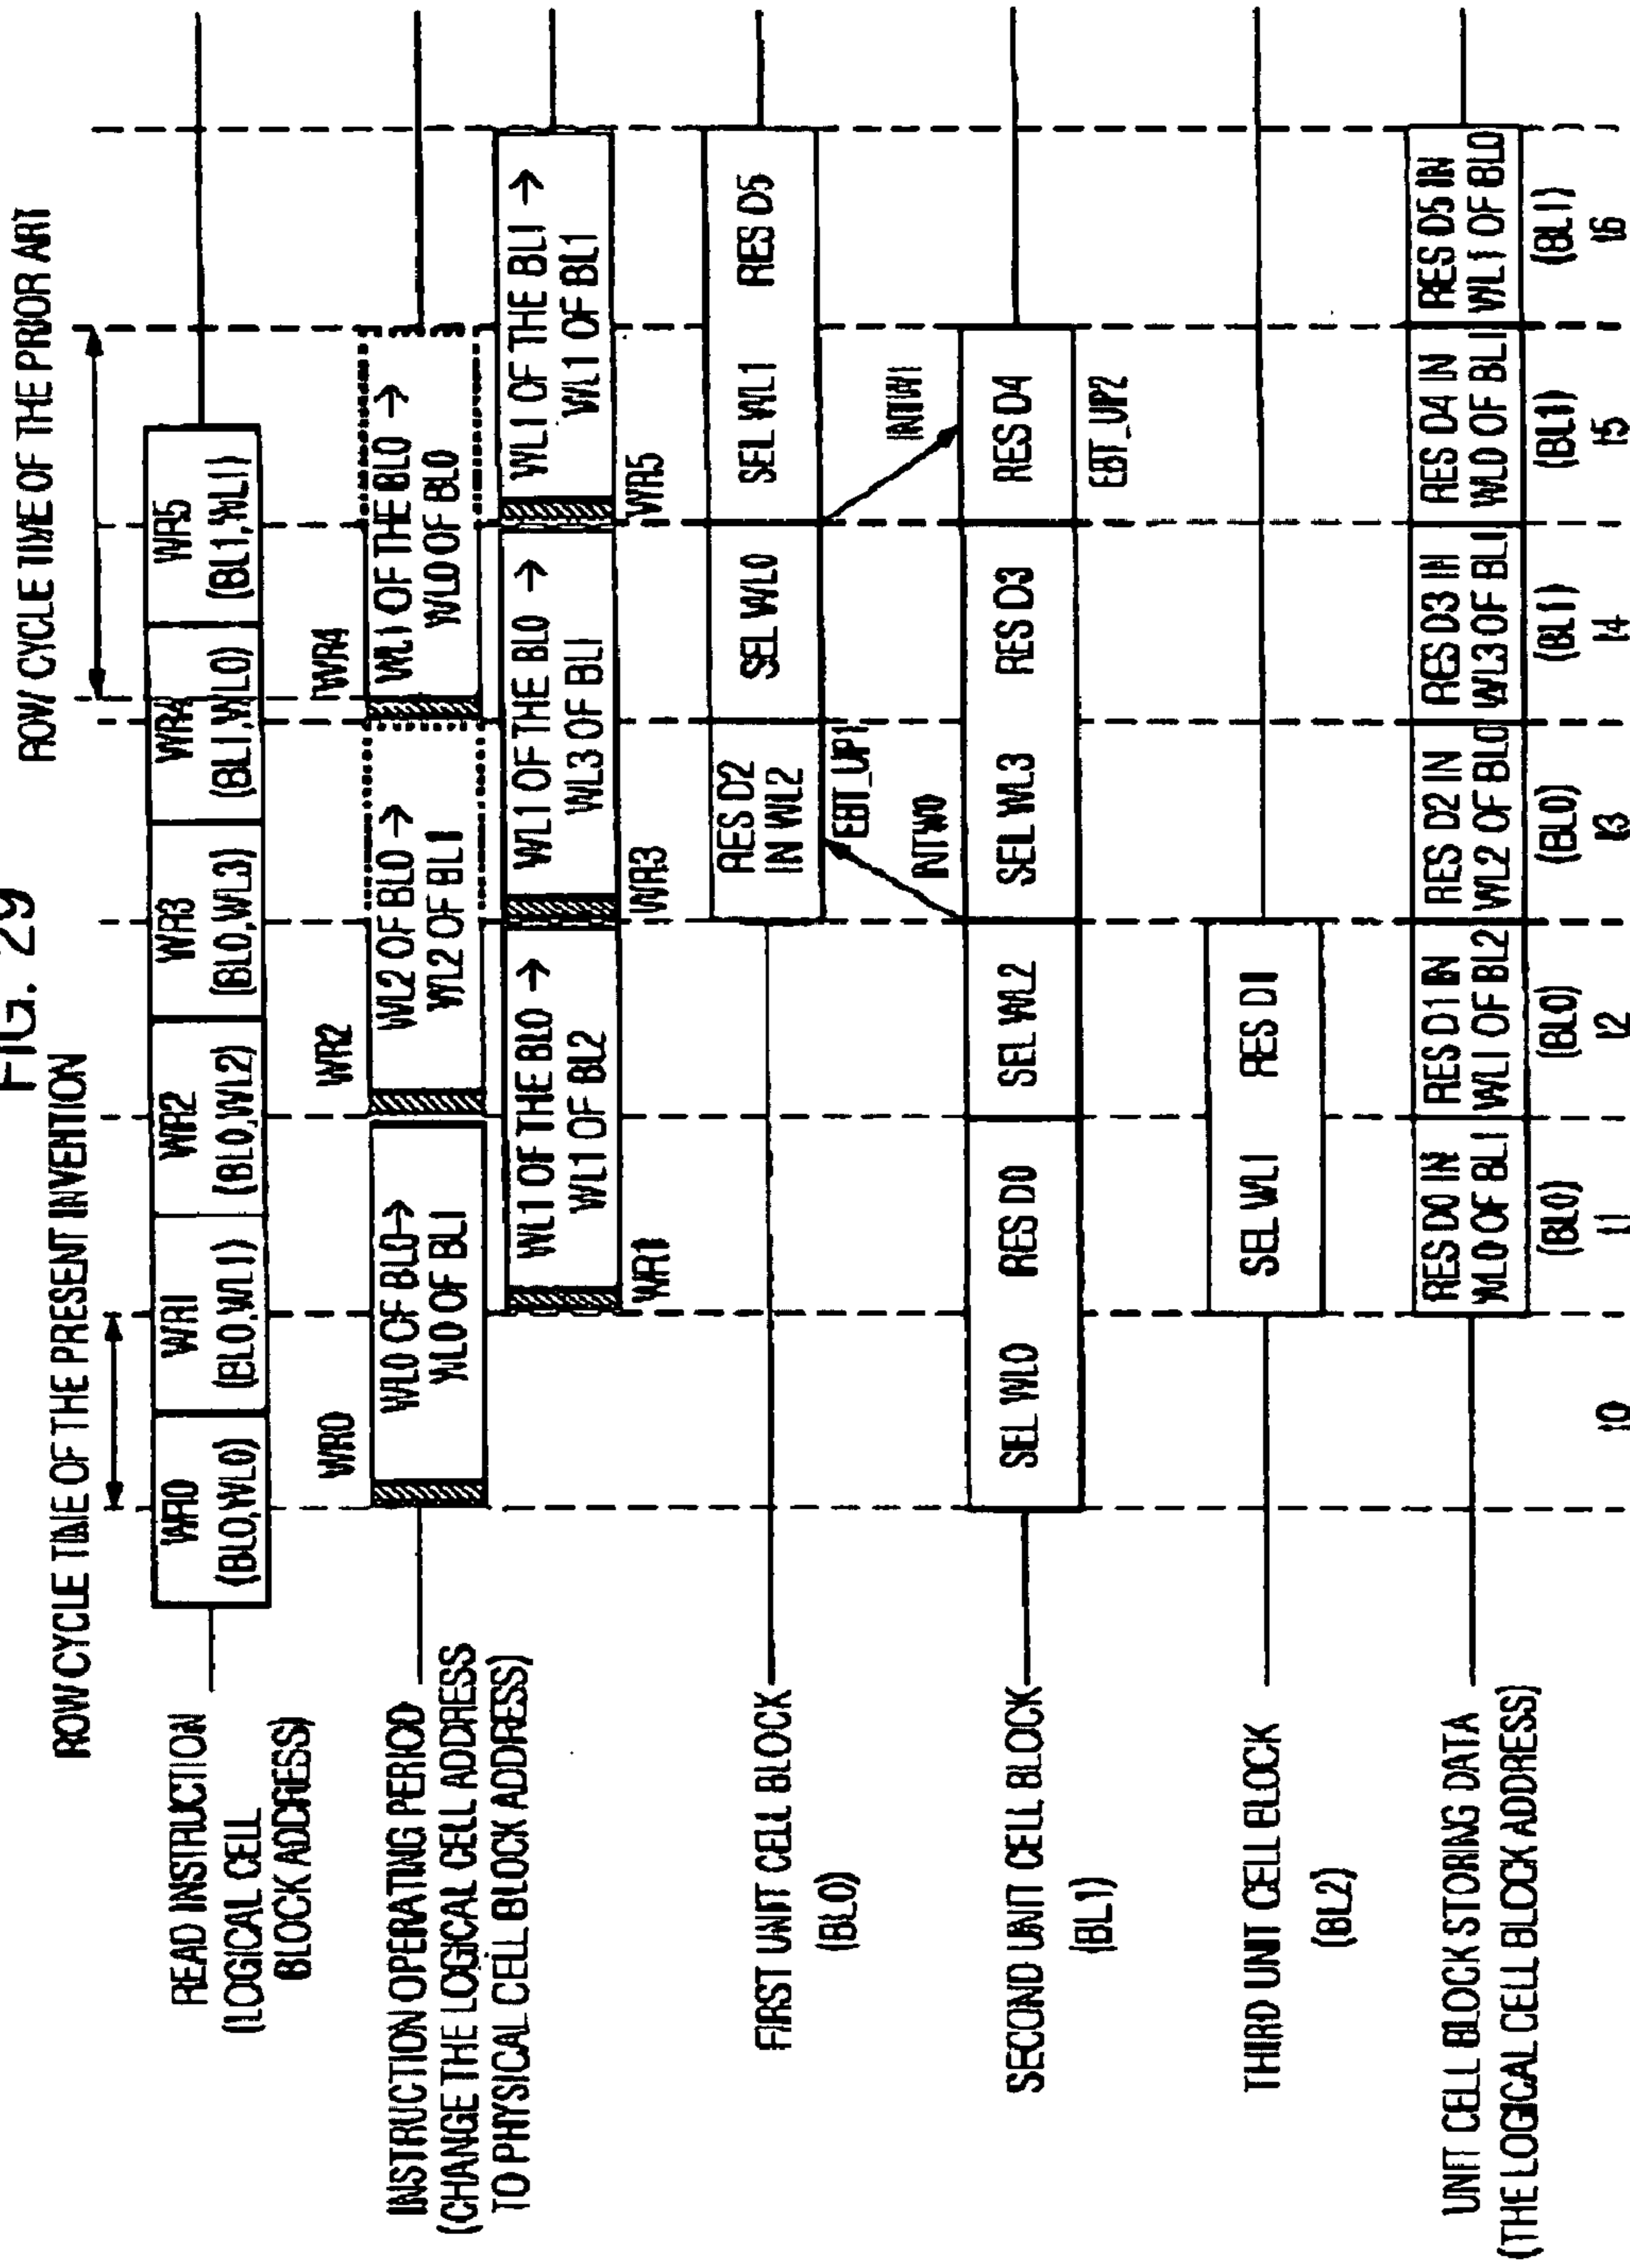 FIG. 29
ROW CYCLE TIME OF THE PRESENT INVENTION
ROW CYCLE TIME OF THE PRIOR ART
READ INSTRUCTION
(LOGICAL CELL
BLOCK ADDRESS)
WR0
(BL0,WL0)
WR1
(BL0,WL1)
WR2
(BL0,WL2)
WR3
(BL0,WL3)
WR4
(BL1,WL0)
WR5
(BL1,WL1)
INSTRUCTION OPERATING PERIOD
(CHANGE THE LOGICAL CELL ADDRESS
TO PHYSICAL CELL BLOCK ADDRESS)
WR0
WL0 OF BL0→
WL0 OF BL1
WR2
WL2 OF BL0 →
WL2 OF BL1
WR4
WL1 OF THE BL0 →
WL0 OF BL0
WL1 OF THE BL0 →
WL1 OF BL2
WR1
WL1 OF THE BL0 →
WL3 OF BL1
WR3
WL1 OF THE BL1 →
WL1 OF BL1
WR5
FIRST UNIT CELL BLOCK
(BL0)
RES D2
IN WL2
SEL WL0
SEL WL1
RES D5
EBT_UP1
INTW0
INTW1
SECOND UNIT CELL BLOCK
(BL1)
SEL WL0
RES D0
SEL WL2
SEL WL3
RES D3
RES D4
EBT_UP2
THIRD UNIT CELL BLOCK
(BL2)
SEL WL1
RES D1
UNIT CELL BLOCK STORING DATA
(THE LOGICAL CELL BLOCK ADDRESS)
RES D0 IN
WL0 OF BL1
RES D1 IN
WL1 OF BL2
RES D2 IN
WL2 OF BL0
RES D3 IN
WL3 OF BL1
RES D4 IN
WL0 OF BL1
RES D5 IN
WL1 OF BL0
(BL0)
(BL0)
(BL0)
(BL1)
(BL1)
(BL1)
t0
t1
t2
t3
t4
t5
t6